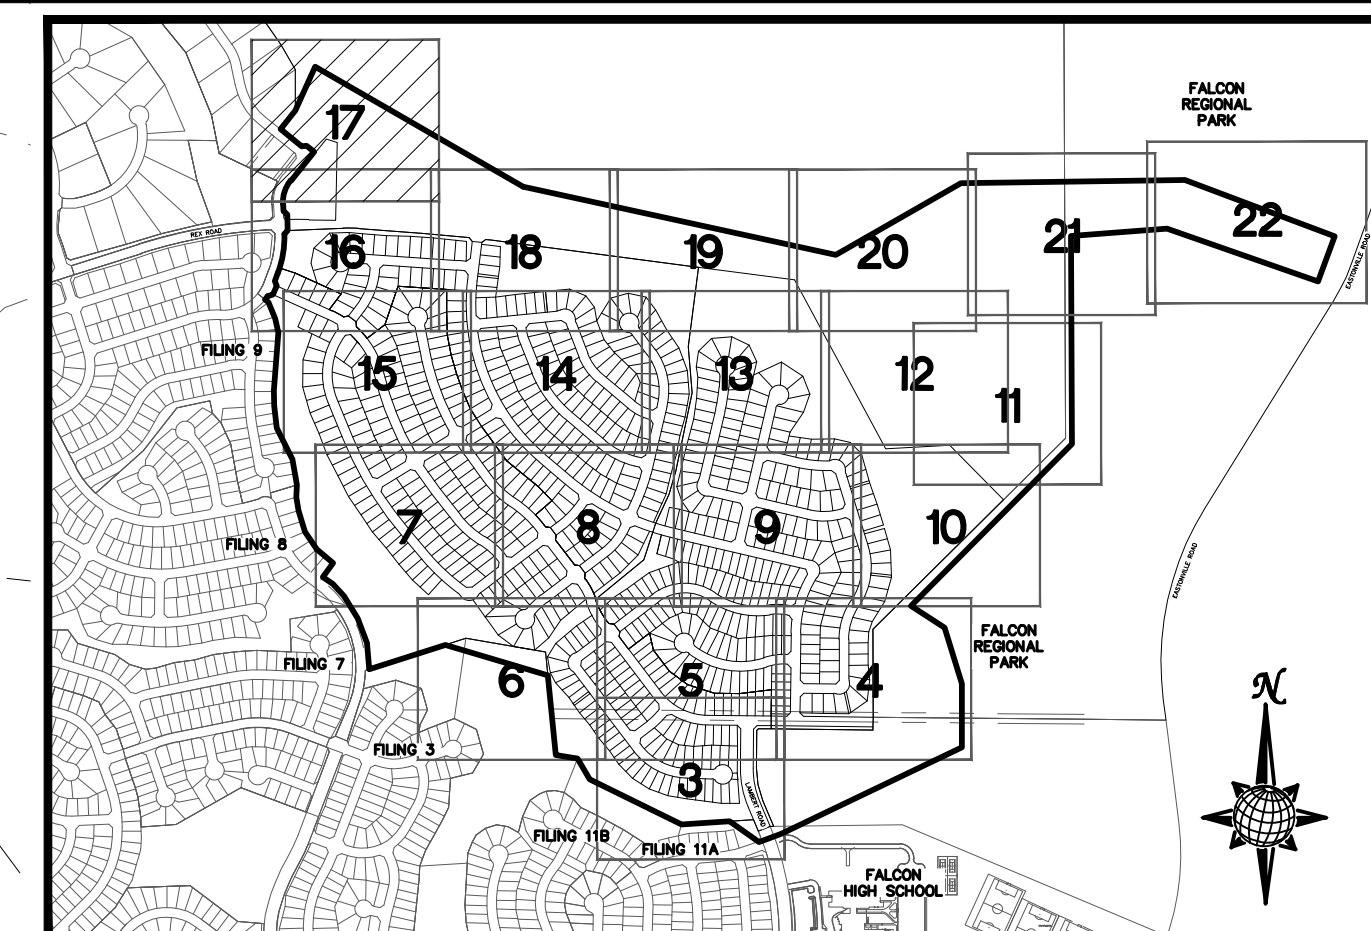 FALCON
REGIONAL
PARK
17
22
REX ROAD
16
18
19
20
21
EASTONVILLE ROAD
FILING 9
15
14
13
12
11
7
8
9
10
FILING 8
EASTONVILLE ROAD
FALCON
REGIONAL
PARK
FILING 7
6
5
4
N
FILING 3
3
LAMBERT ROAD
FILING 11B
FILING 11A
FALCON
HIGH SCHOOL